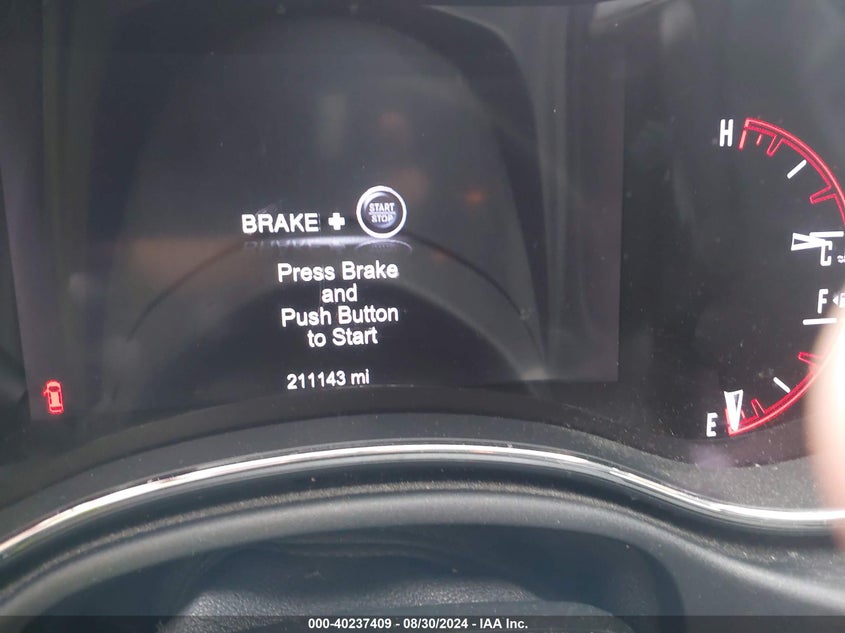 H
BRAKE + START STOP
C
Press Brake
and
F
Push Button
to Start
211143 mi
E
000-40237409 - 08/30/2024 - IAA Inc.